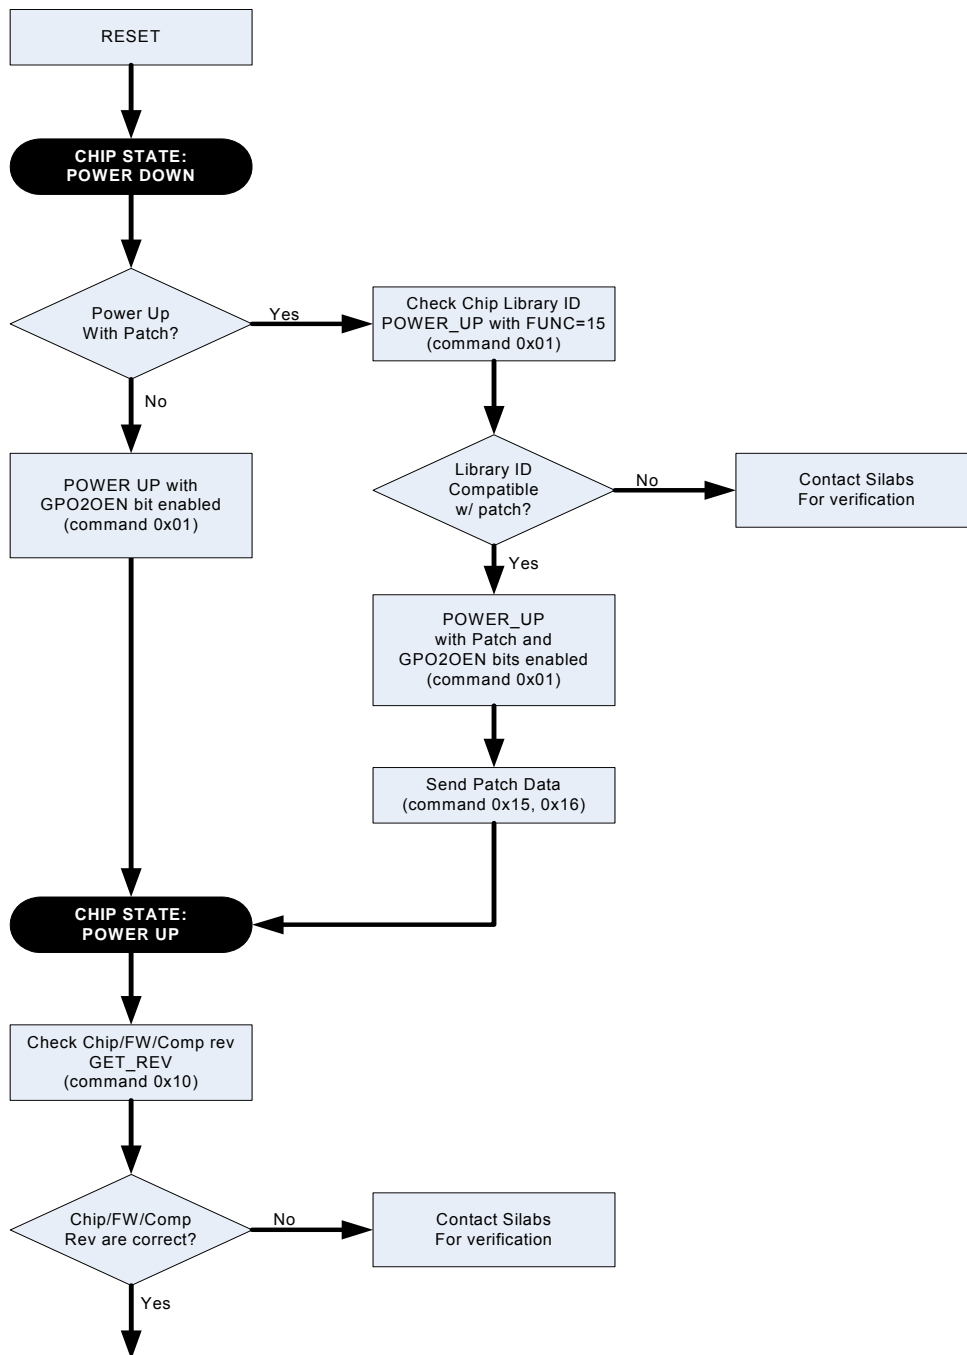 RESET
CHIP STATE:
POWER DOWN
Power Up
With Patch?
Yes
Check Chip Library ID
POWER_UP with FUNC=15
(command 0x01)
No
POWER UP with
GPO2OEN bit enabled
(command 0x01)
Library ID
Compatible
w/ patch?
No
Contact Silabs
For verification
Yes
POWER_UP
with Patch and
GPO2OEN bits enabled
(command 0x01)
Send Patch Data
(command 0x15, 0x16)
CHIP STATE:
POWER UP
Check Chip/FW/Comp rev
GET_REV
(command 0x10)
Chip/FW/Comp
Rev are correct?
No
Contact Silabs
For verification
Yes